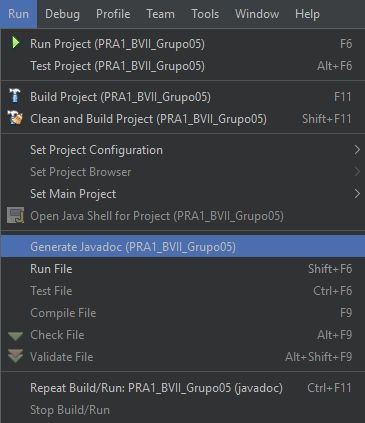 Run Debug Profile Team Tools Window Help
Run Project (PRA1_BVII_Grupo05) F6
Test Project (PRA1_BVII_Grupo05) Alt+F6
Build Project (PRA1_BVII_Grupo05) F11
Clean and Build Project (PRA1_BVII_Grupo05) Shift+F11
Set Project Configuration
Set Project Browser
Set Main Project
Open Java Shell for Project (PRA1_BVII_Grupo05)
Generate Javadoc (PRA1_BVII_Grupo05)
Run File Shift+F6
Test File Ctrl+F6
Compile File F9
Check File Alt+F9
Validate File Alt+Shift+F9
Repeat Build/Run: PRA1_BVII_Grupo05 (javadoc) Ctrl+F11
Stop Build/Run